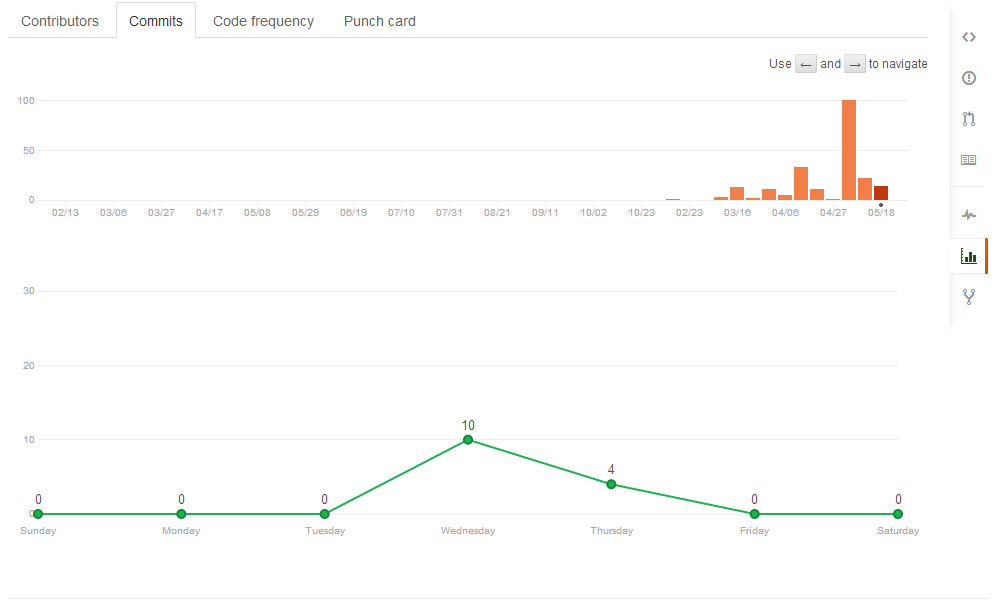 Contributors Commits Code frequency Punch card
Use ← and → to navigate
100
50
0
02/13 03/06 03/27 04/17 05/08 05/29 06/19 07/10 07/31 08/21 09/11 10/02 10/23 02/23 03/16 04/06 04/27 05/18
30
20
10
10
4
0 0 0 0 0
0
Sunday Monday Tuesday Wednesday Thursday Friday Saturday